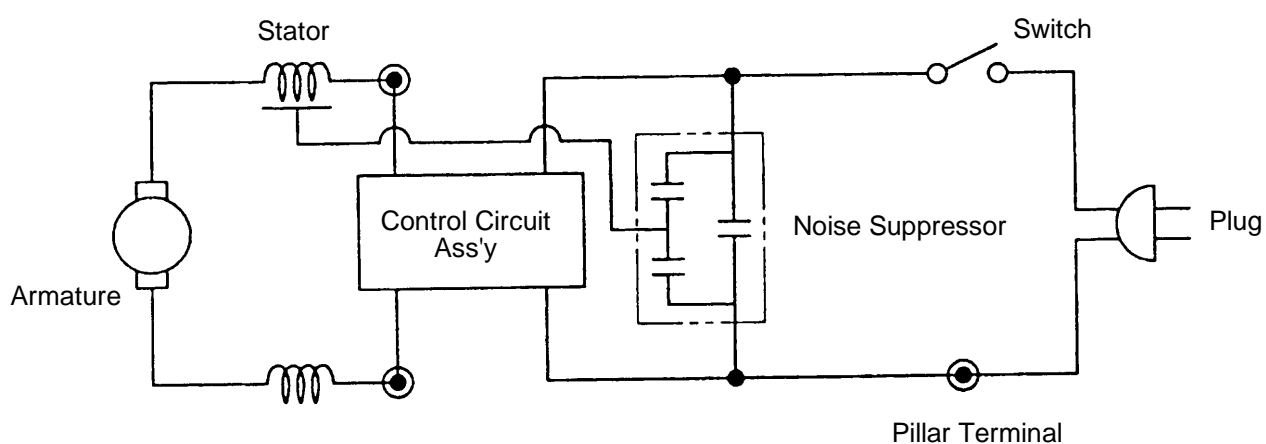 Stator
Switch
Control Circuit
Ass'y
Noise Suppressor
Plug
Armature
Pillar Terminal